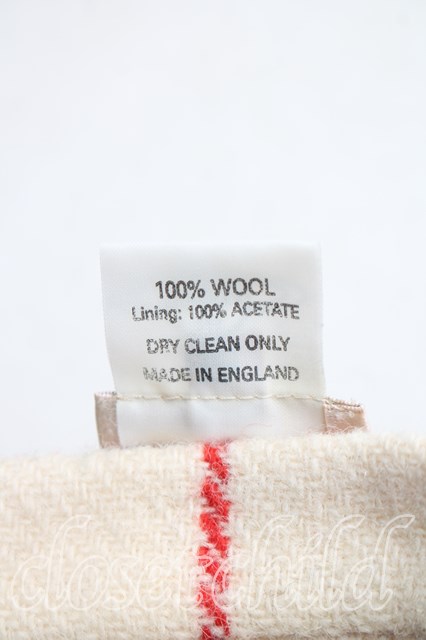 100% WOOL
Lining: 100% ACETATE
DRY CLEAN ONLY
MADE IN ENGLAND
closetchild